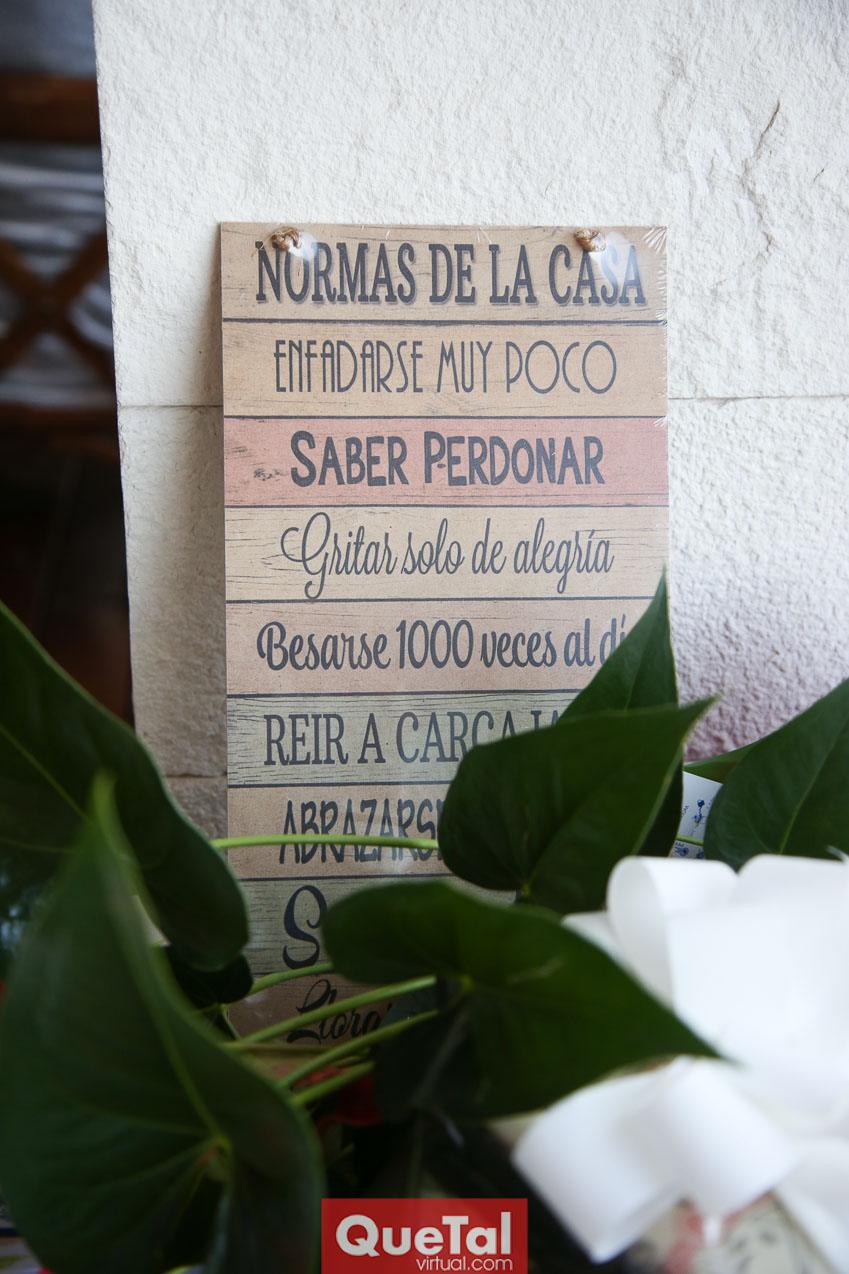 NORMAS DE LA CASA
ENFADARSE MUY POCO
SABER PERDONAR
Gritar solo de alegría
Besarse 1000 veces al
REIR A
QueTal
virtual.com